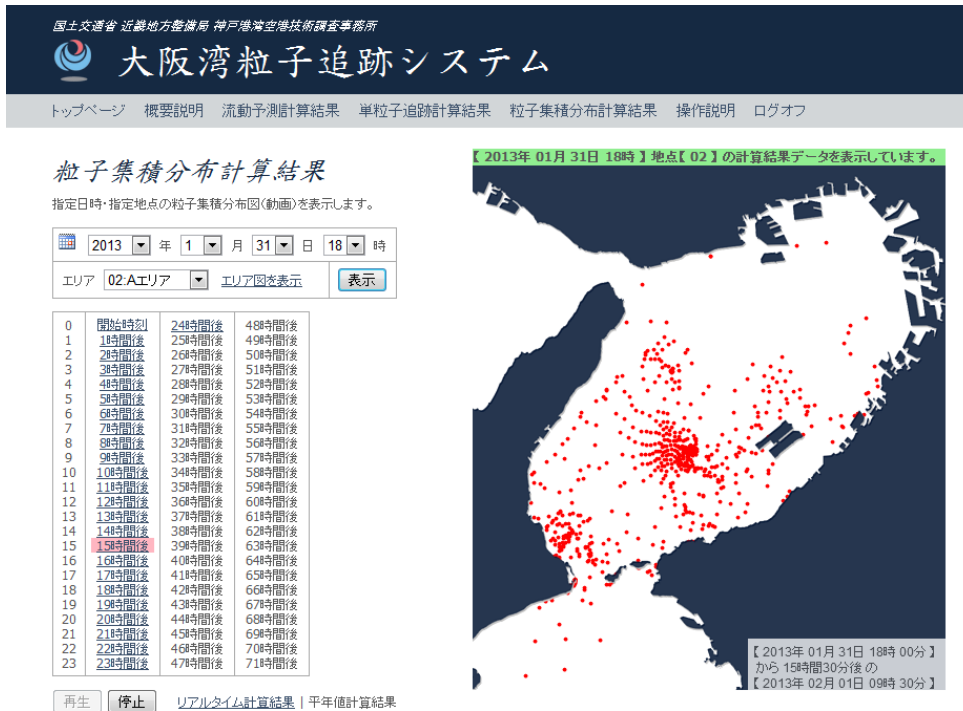 国土交通省 近畿地方整備局 神戸港湾空港技術調査事務所
大阪湾粒子追跡システム
トップページ 概要説明 流動予測計算結果 単粒子追跡計算結果 粒子集積分布計算結果 操作説明 ログオフ
粒子集積分布計算結果
指定日時・指定地点の粒子集積分布図(動画)を表示します。
2013 年 1 月 31 日 18 時
エリア 02:Aエリア エリア図を表示 表示
0 開始時刻 24時間後 48時間後
1 1時間後 25時間後 49時間後
2 2時間後 26時間後 50時間後
3 3時間後 27時間後 51時間後
4 4時間後 28時間後 52時間後
5 5時間後 29時間後 53時間後
6 6時間後 30時間後 54時間後
7 7時間後 31時間後 55時間後
8 8時間後 32時間後 56時間後
9 9時間後 33時間後 57時間後
10 10時間後 34時間後 58時間後
11 11時間後 35時間後 59時間後
12 12時間後 36時間後 60時間後
13 13時間後 37時間後 61時間後
14 14時間後 38時間後 62時間後
15 15時間後 39時間後 63時間後
16 16時間後 40時間後 64時間後
17 17時間後 41時間後 65時間後
18 18時間後 42時間後 66時間後
19 19時間後 43時間後 67時間後
20 20時間後 44時間後 68時間後
21 21時間後 45時間後 69時間後
22 22時間後 46時間後 70時間後
23 23時間後 47時間後 71時間後
再生 停止 リアルタイム計算結果 | 平年値計算結果
【 2013年 01月 31日 18時 】地点【 02 】の計算結果データを表示しています。
【 2013年 01月 31日 18時 00分 】
から 15時間30分後 の
【 2013年 02月 01日 09時 30分 】